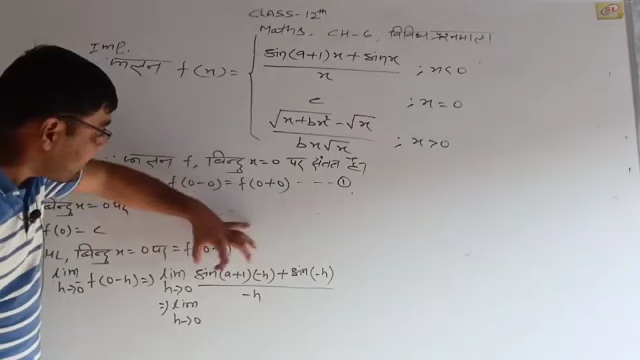 CLASS-12th
Maths. CH-6, विविध प्रश्नमाला
Imp.
फलन f(x) = { sin(a+1)x + sinx / x ; x<0
c ; x=0
√x+bx² - √x / bx√x ; x>0
∵ फलन f, बिन्दु x=0 पर संतत है।
f(0-0) = f(0+0) ---- ①
बिन्दु x=0 पर
f(0) = c
बिन्दु x=0 पर = f(0-
lim h→0 f(0-h) => lim h→0 sin(a+1)(-h) + sin(-h) / -h
=> lim h→0